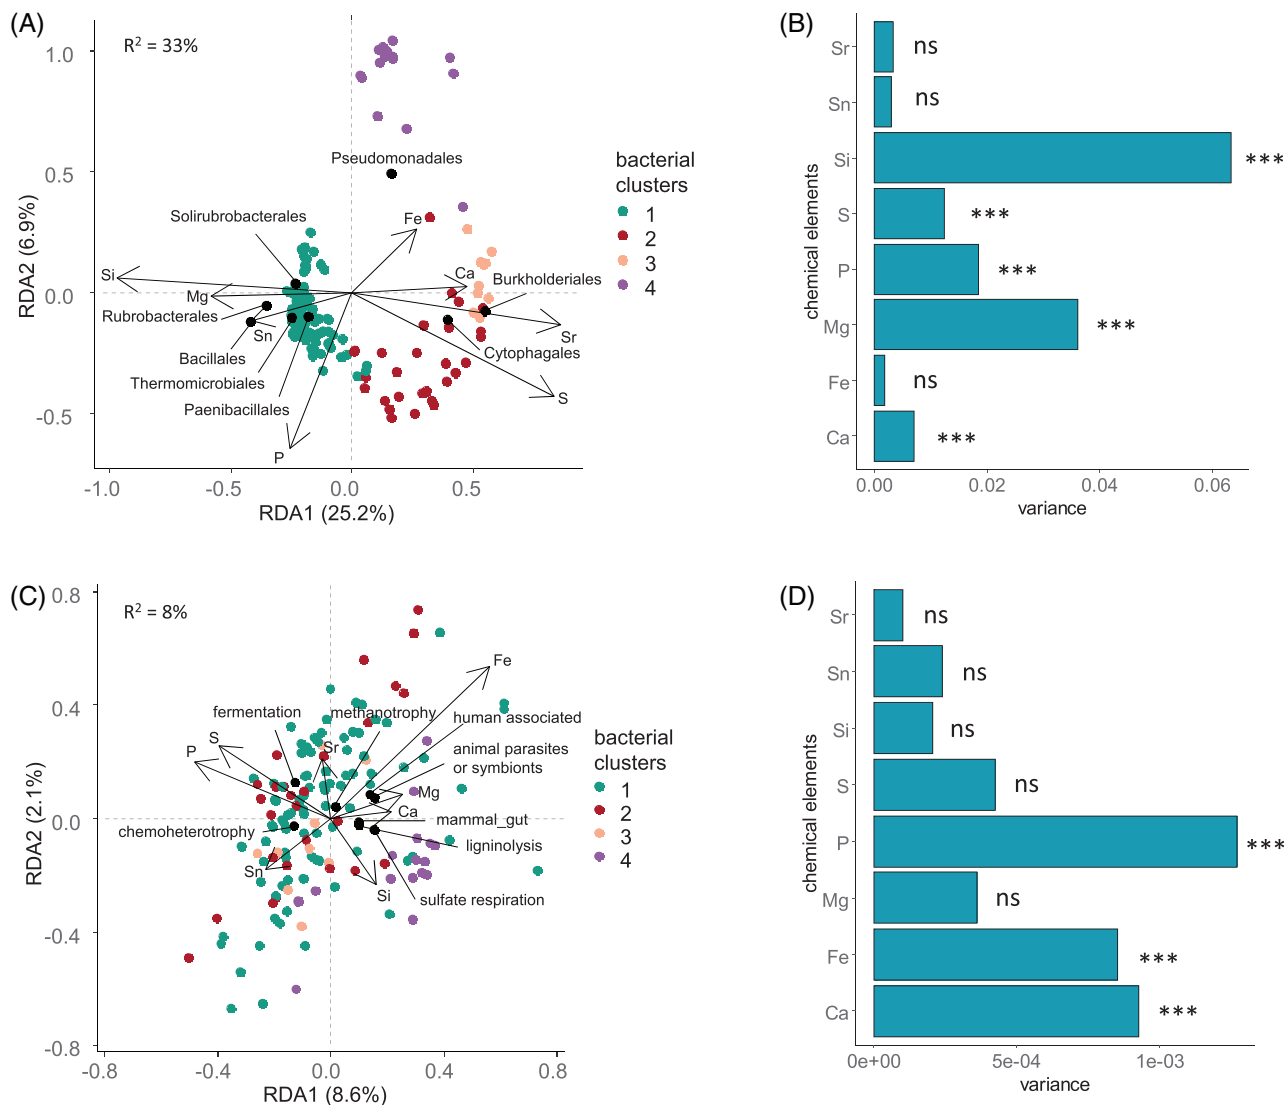 (A)
R² = 33%
1.0
0.5
0.0
-0.5
RDA2 (6.9%)
-1.0
-0.5
0.0
0.5
RDA1 (25.2%)
Pseudomonadales
Solirubrobacterales
Fe
Si
Ca
Burkholderiales
Mg
Rubrobacterales
Sn
Sr
Bacillales
Cytophagales
Thermomicrobiales
Paenibacillales
S
P
bacterial
clusters
1
2
3
4
(B)
chemical elements
Sr
ns
Sn
ns
Si
***
S
***
P
***
Mg
***
Fe
ns
Ca
***
0.00
0.02
0.04
0.06
variance
(C)
R² = 8%
0.8
0.4
0.0
-0.4
-0.8
RDA2 (2.1%)
-0.8
-0.4
0.0
0.4
0.8
RDA1 (8.6%)
Fe
fermentation
methanotrophy
human associated
S
P
Sr
animal parasites
or symbionts
Mg
Ca
chemoheterotrophy
mammal_gut
ligninolysis
Sn
Si
sulfate respiration
bacterial
clusters
1
2
3
4
(D)
chemical elements
Sr
ns
Sn
ns
Si
ns
S
ns
P
***
Mg
ns
Fe
***
Ca
***
0e+00
5e-04
1e-03
variance